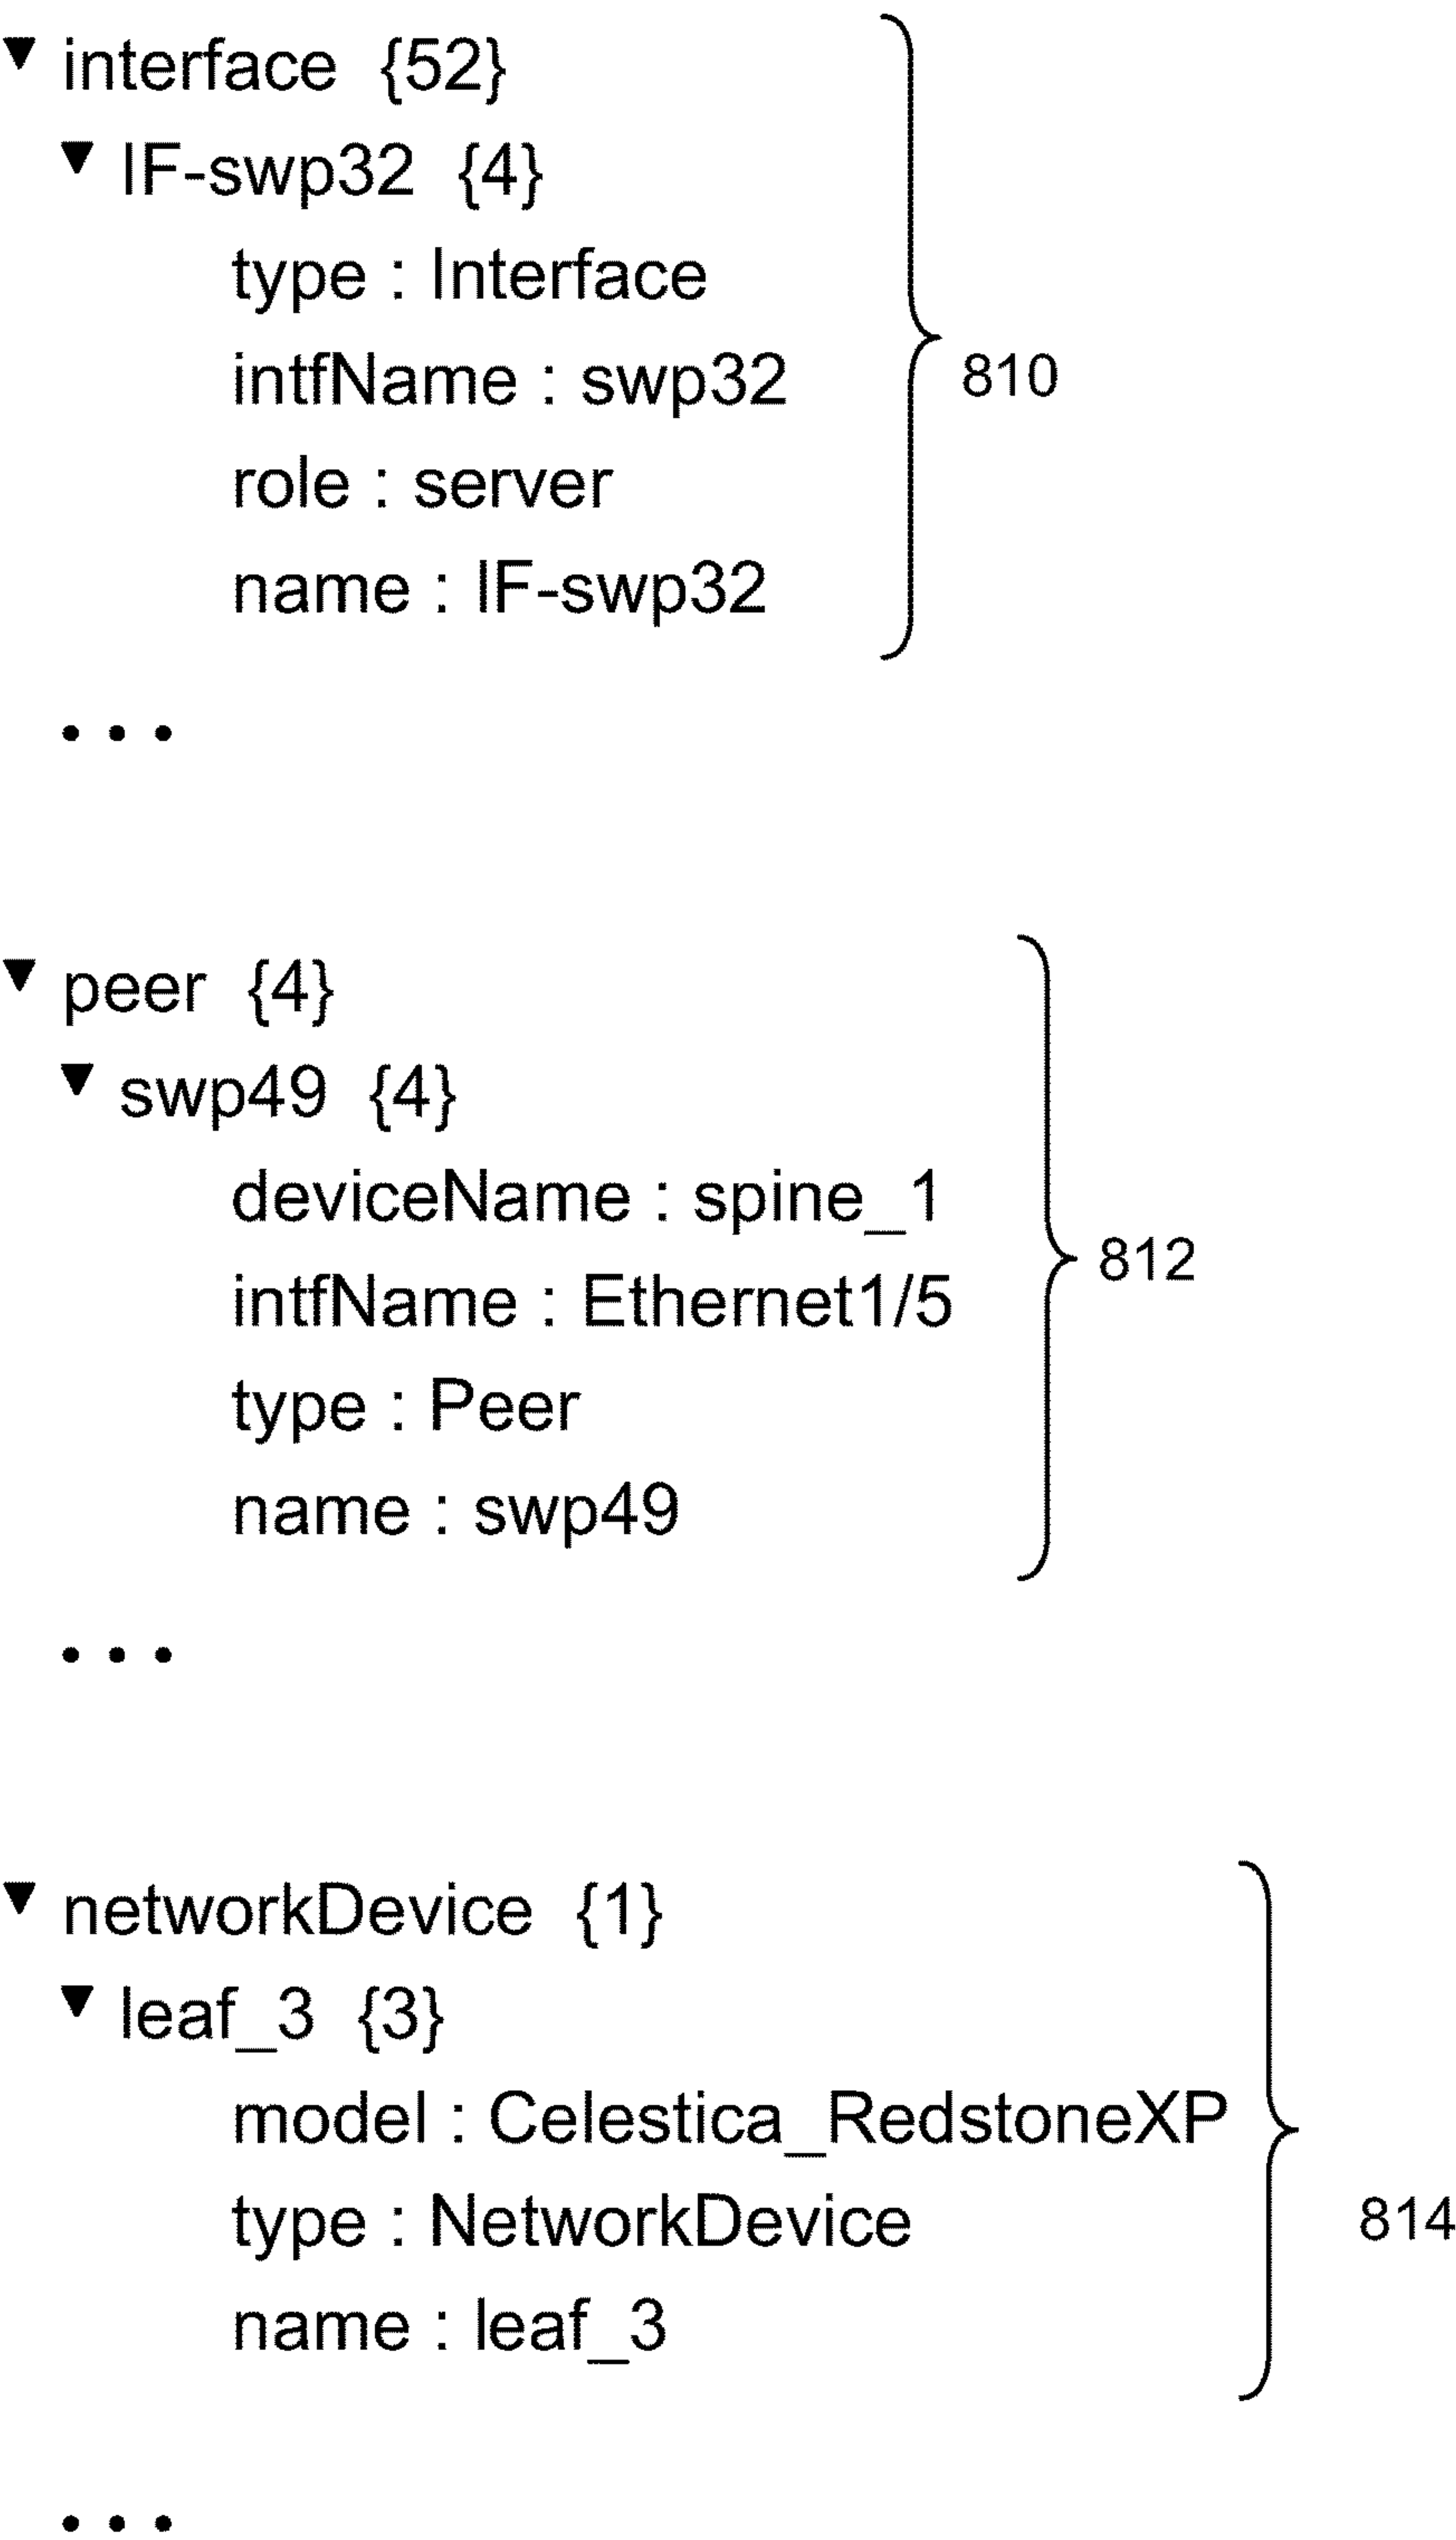 ▼ interface {52}
▼ IF-swp32 {4}
type : Interface
intfName : swp32
810
role : server
name : IF-swp32
...
▼ peer {4}
▼ swp49 {4}
deviceName : spine_1
812
intfName : Ethernet1/5
type : Peer
name : swp49
...
▼ networkDevice {1}
▼ leaf_3 {3}
model : Celestica_RedstoneXP
type : NetworkDevice
814
name : leaf_3
...